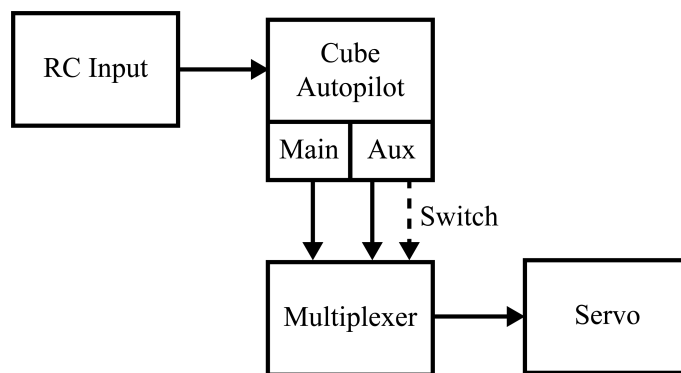 RC Input
Cube
Autopilot
Main
Aux
Switch
Multiplexer
Servo